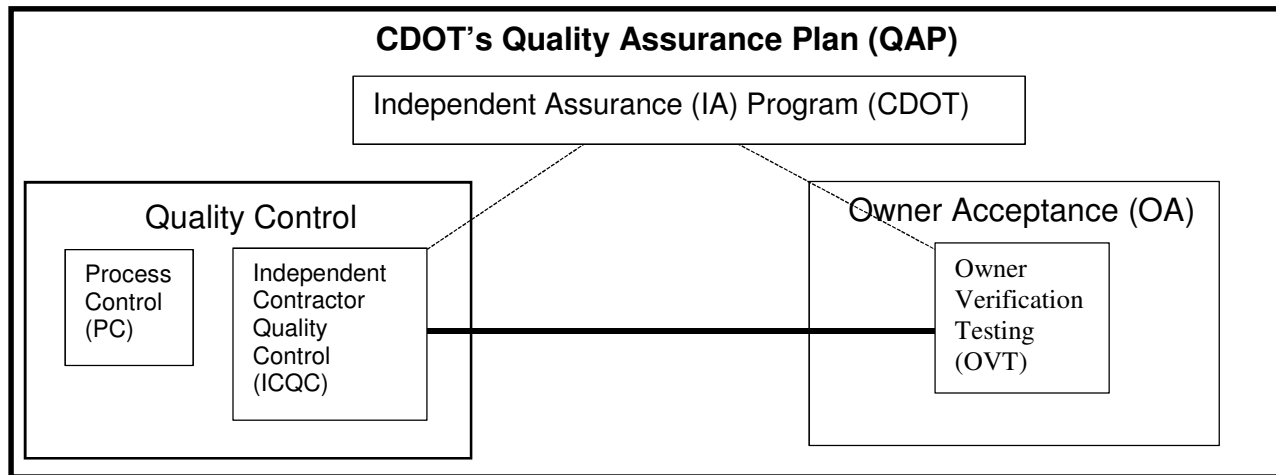 CDOT’s Quality Assurance Plan (QAP)
Independent Assurance (IA) Program (CDOT)
Quality Control
Process
Control
(PC)
Independent
Contractor
Quality
Control
(ICQC)
Owner Acceptance (OA)
Owner
Verification
Testing
(OVT)